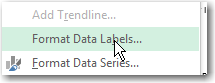 Add Trendline...
Format Data Labels...
Format Data Series...